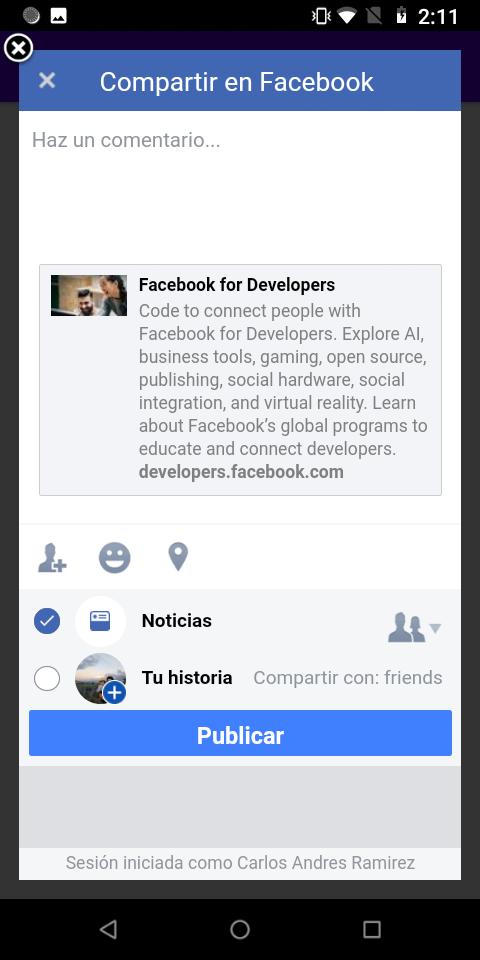 2:11
Compartir en Facebook
Haz un comentario...
Facebook for Developers
Code to connect people with
Facebook for Developers. Explore AI,
business tools, gaming, open source,
publishing, social hardware, social
integration, and virtual reality. Learn
about Facebook’s global programs to
educate and connect developers.
developers.facebook.com
Noticias
Tu historia Compartir con: friends
Publicar
Sesión iniciada como Carlos Andres Ramirez